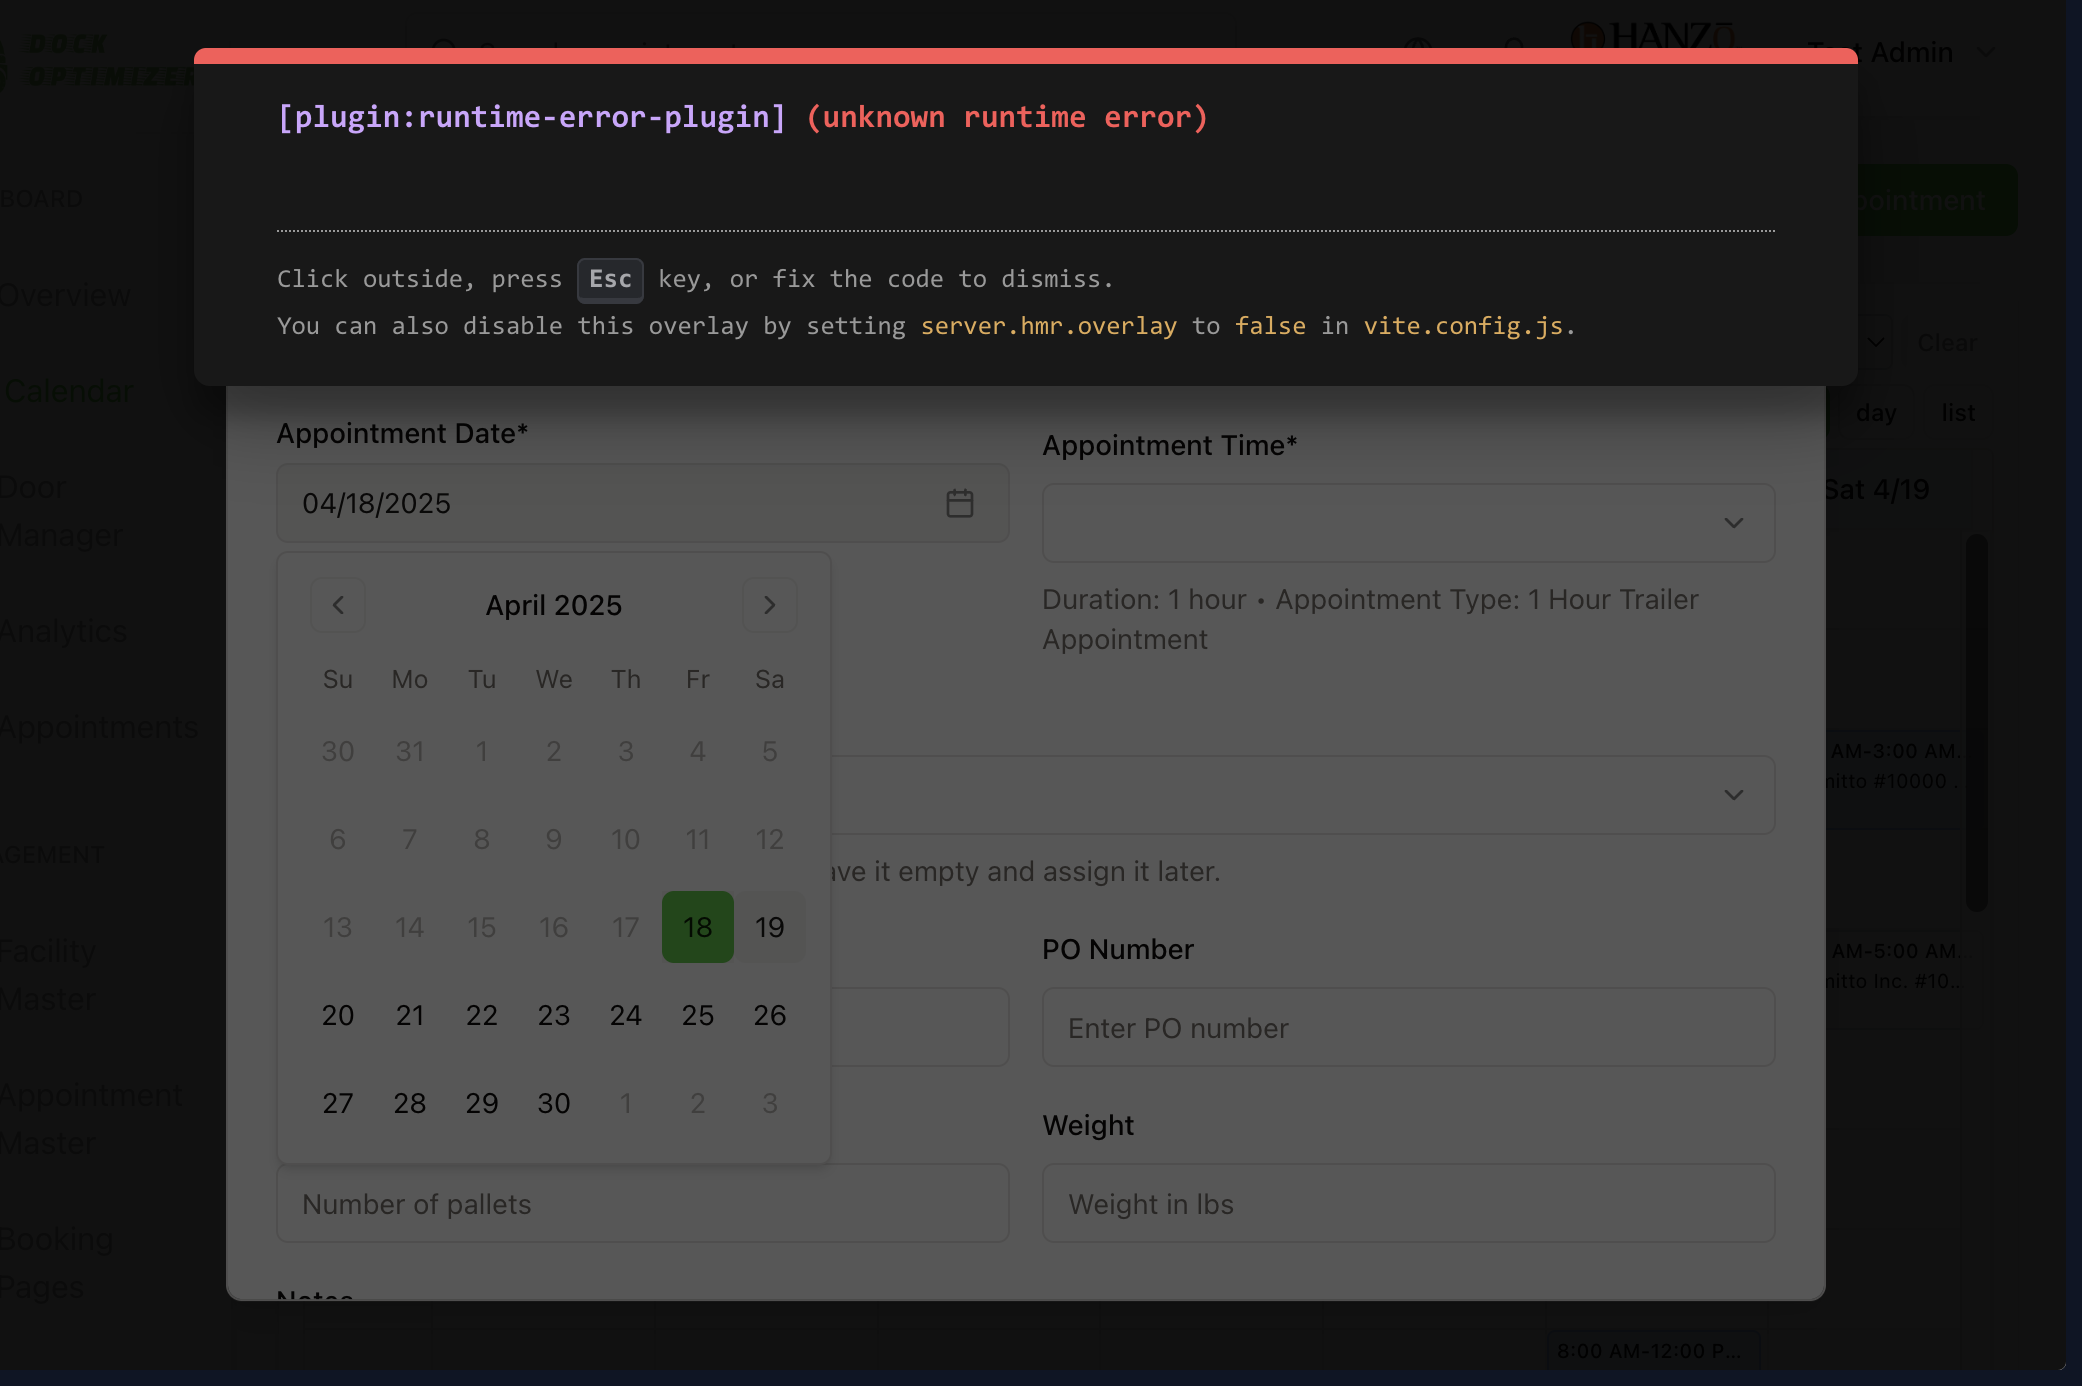 DOCK
OPTIMIZER
HANZŌ
Admin
[plugin:runtime-error-plugin] (unknown runtime error)
Click outside, press Esc key, or fix the code to dismiss.
You can also disable this overlay by setting server.hmr.overlay to false in vite.config.js.
BOARD
Overview
Calendar
Door
Manager
Analytics
Appointments
GEMENT
Facility
Master
Appointment
Master
Booking
Pages
pointment
Clear
day
list
Sat 4/19
Appointment Date*
04/18/2025
April 2025
Su Mo Tu We Th Fr Sa
30 31 1 2 3 4 5
6 7 8 9 10 11 12
13 14 15 16 17 18 19
20 21 22 23 24 25 26
27 28 29 30 1 2 3
Appointment Time*
Duration: 1 hour • Appointment Type: 1 Hour Trailer
Appointment
ave it empty and assign it later.
PO Number
Enter PO number
Number of pallets
Weight
Weight in lbs
Notes
AM-3:00 AM.
mitto #10000 .
AM-5:00 AM.
mitto Inc. #10..
8:00 AM-12:00 P...